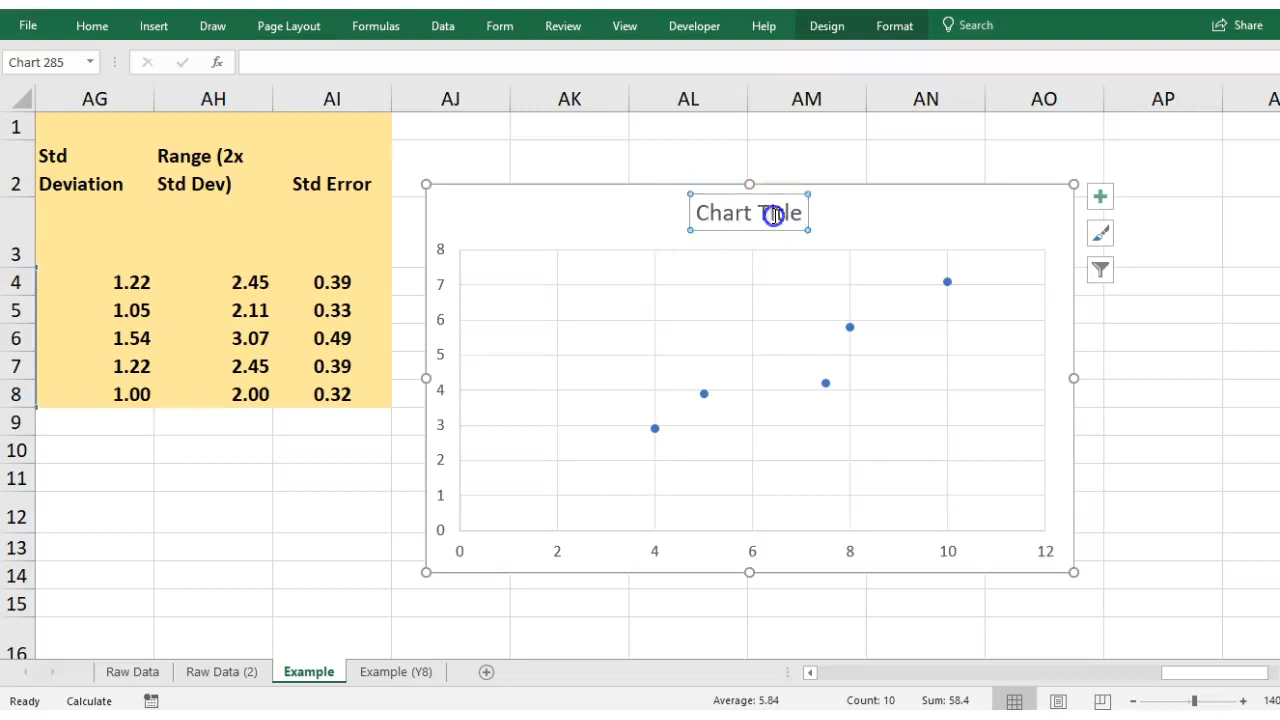 File Home Insert Draw Page Layout Formulas Data Form Review View Developer Help Design Format Search Share
Chart 285 fx
AG AH AI AJ AK AL AM AN AO AP
1
Std Range (2x
2 Deviation Std Dev) Std Error
Chart Title
3
4 1.22 2.45 0.39
5 1.05 2.11 0.33
6 1.54 3.07 0.49
7 1.22 2.45 0.39
8 1.00 2.00 0.32
9
10
11
12
13
14
15
16
8
7
6
5
4
3
2
1
0
0 2 4 6 8 10 12
Raw Data Raw Data (2) Example Example (Y8)
Ready Calculate Average: 5.84 Count: 10 Sum: 58.4